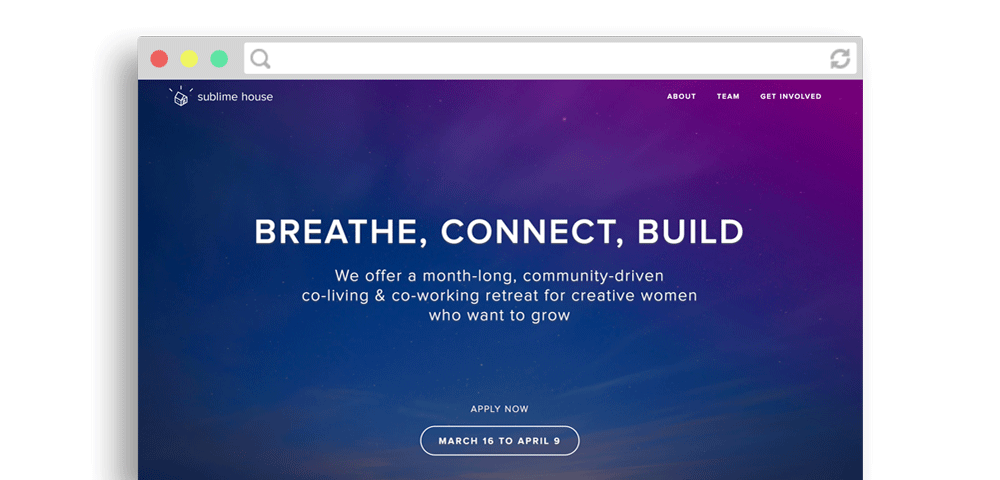 sublime house
ABOUT TEAM GET INVOLVED
BREATHE, CONNECT, BUILD
We offer a month-long, community-driven
co-living & co-working retreat for creative women
who want to grow
APPLY NOW
MARCH 16 TO APRIL 9